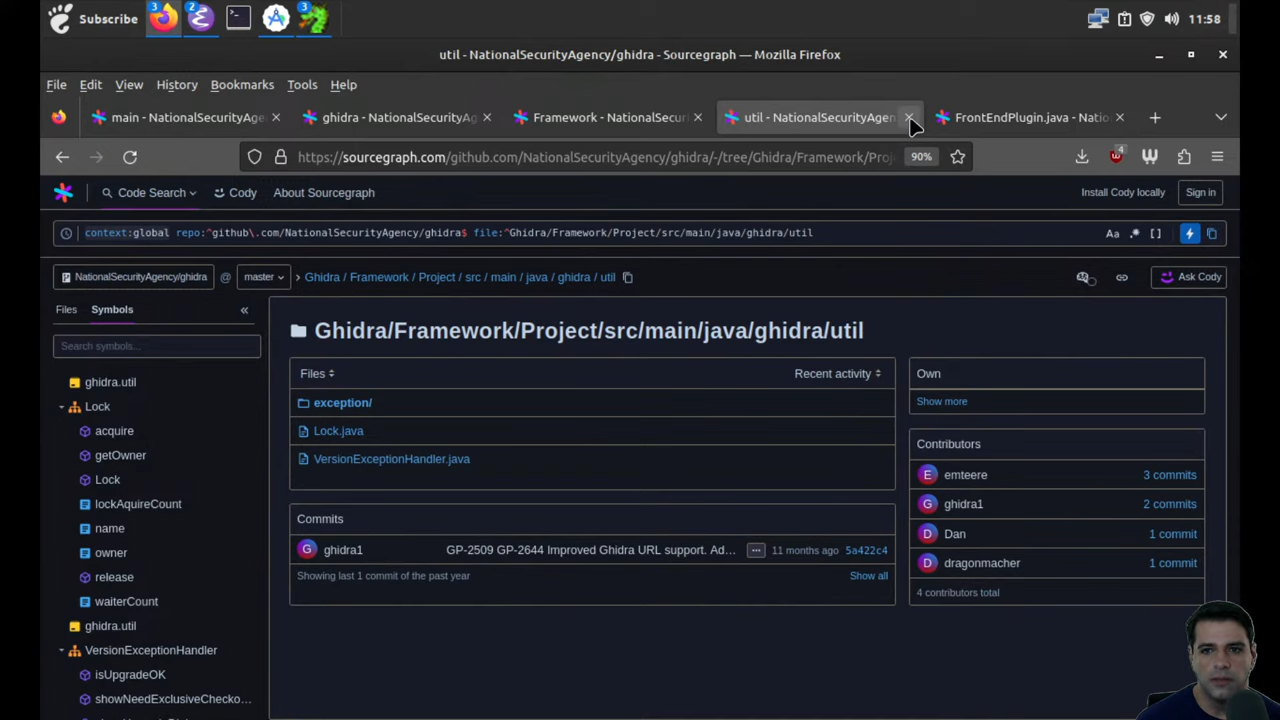 Subscribe
3
2
3
11:58
util - NationalSecurityAgency/ghidra - Sourcegraph — Mozilla Firefox
File Edit View History Bookmarks Tools Help
main - NationalSecurityAge
ghidra - NationalSecurityAg
Framework - NationalSecuri
util - NationalSecurityAgen
FrontEndPlugin.java - Natio
https://sourcegraph.com/github.com/NationalSecurityAgency/ghidra/-/tree/Ghidra/Framework/Proj
90%
4
Code Search
Cody
About Sourcegraph
Install Cody locally
Sign in
context:global repo:^github\.com/NationalSecurityAgency/ghidra$ file:^Ghidra/Framework/Project/src/main/java/ghidra/util
Aa .* []
NationalSecurityAgency/ghidra @ master > Ghidra / Framework / Project / src / main / java / ghidra / util
Ask Cody
Files Symbols
«
Search symbols...
ghidra.util
Lock
acquire
getOwner
Lock
lockAquireCount
name
owner
release
waiterCount
ghidra.util
VersionExceptionHandler
isUpgradeOK
showNeedExclusiveChecko...
Ghidra/Framework/Project/src/main/java/ghidra/util
Files Recent activity
exception/
Lock.java
VersionExceptionHandler.java
Commits
G ghidra1 GP-2509 GP-2644 Improved Ghidra URL support. Ad... 11 months ago 5a422c4
Showing last 1 commit of the past year Show all
Own
Show more
Contributors
E emteere 3 commits
G ghidra1 2 commits
D Dan 1 commit
D dragonmacher 1 commit
4 contributors total